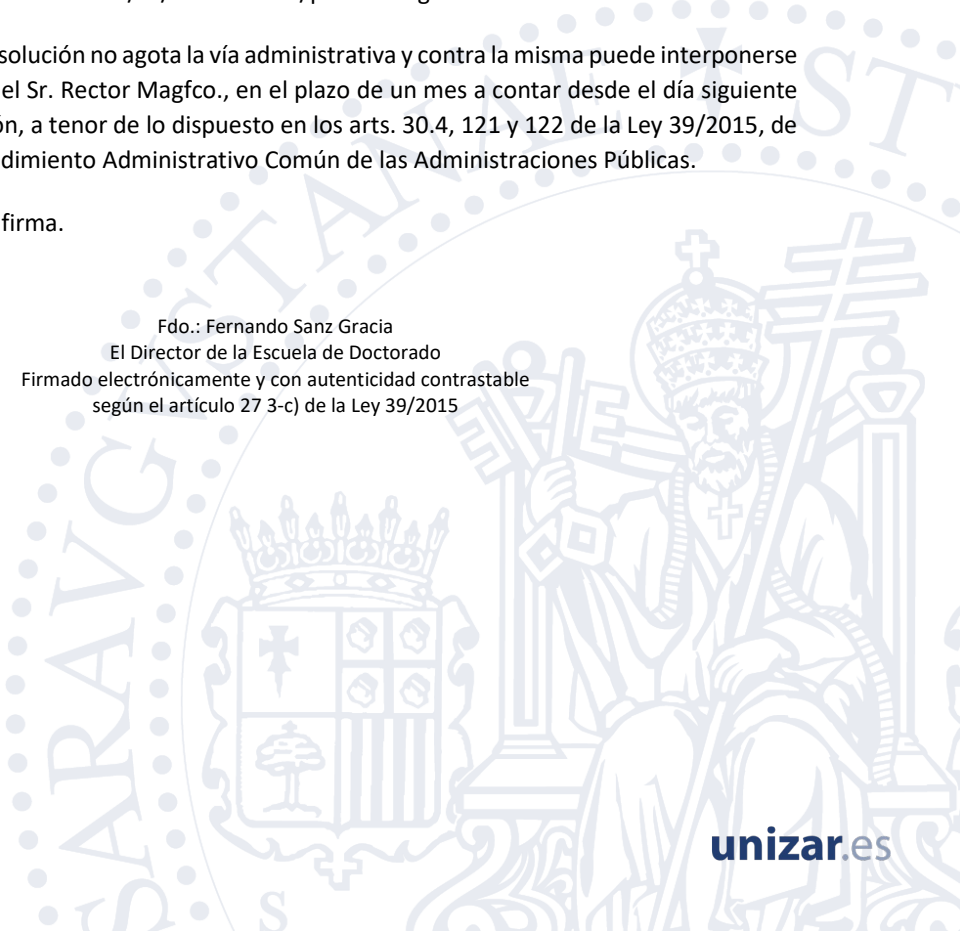 solución no agota la vía administrativa y contra la misma puede interponerse
el Sr. Rector Magfco., en el plazo de un mes a contar desde el día siguiente
ón, a tenor de lo dispuesto en los arts. 30.4, 121 y 122 de la Ley 39/2015, de
dimiento Administrativo Común de las Administraciones Públicas.
firma.
Fdo.: Fernando Sanz Gracia
El Director de la Escuela de Doctorado
Firmado electrónicamente y con autenticidad contrastable
según el artículo 27 3-c) de la Ley 39/2015
SARAVGVSTANAE ST
S
unizar.es